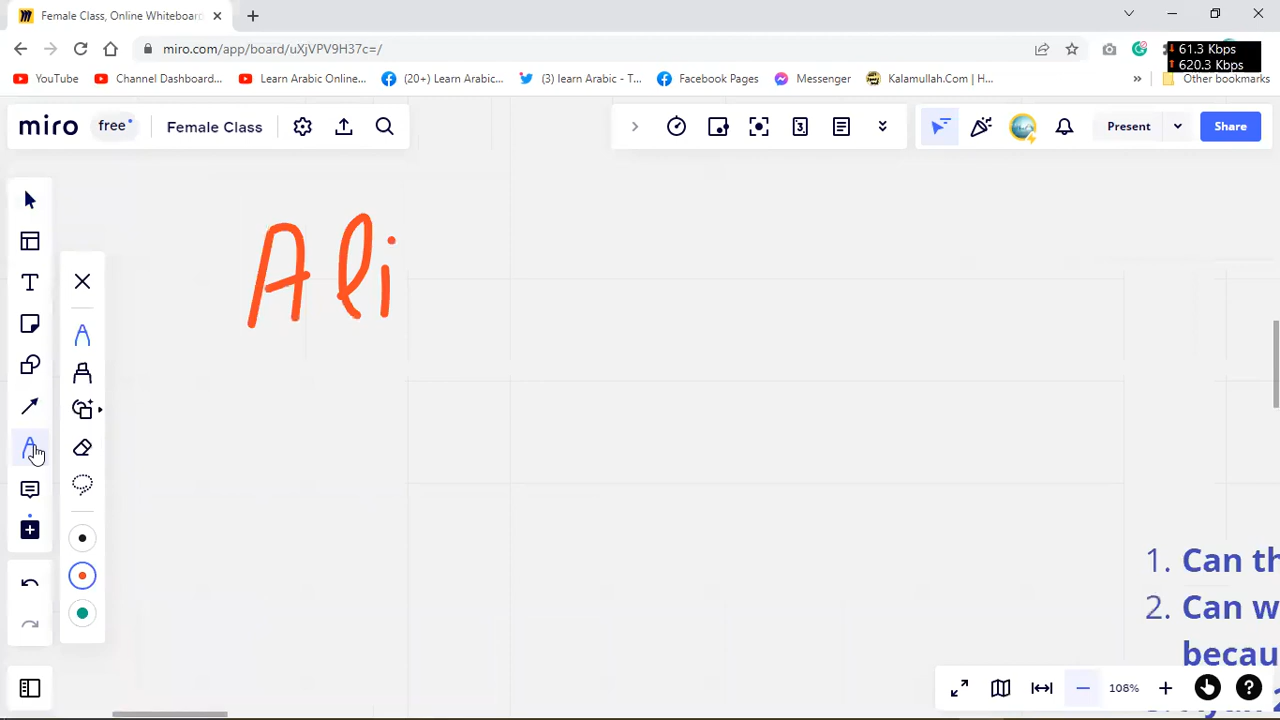 Female Class, Online Whiteboard
miro.com/app/board/uXjVPV9H37c=/
61.3 Kbps
620.3 Kbps
YouTube
Channel Dashboard...
Learn Arabic Online...
(20+) Learn Arabic...
(3) learn Arabic - T...
Facebook Pages
Messenger
Kalamullah.Com | H...
»
Other bookmarks
miro
free
Female Class
3
Present
Share
Ali
T
1. Can th
2. Can w
becau
108%
?